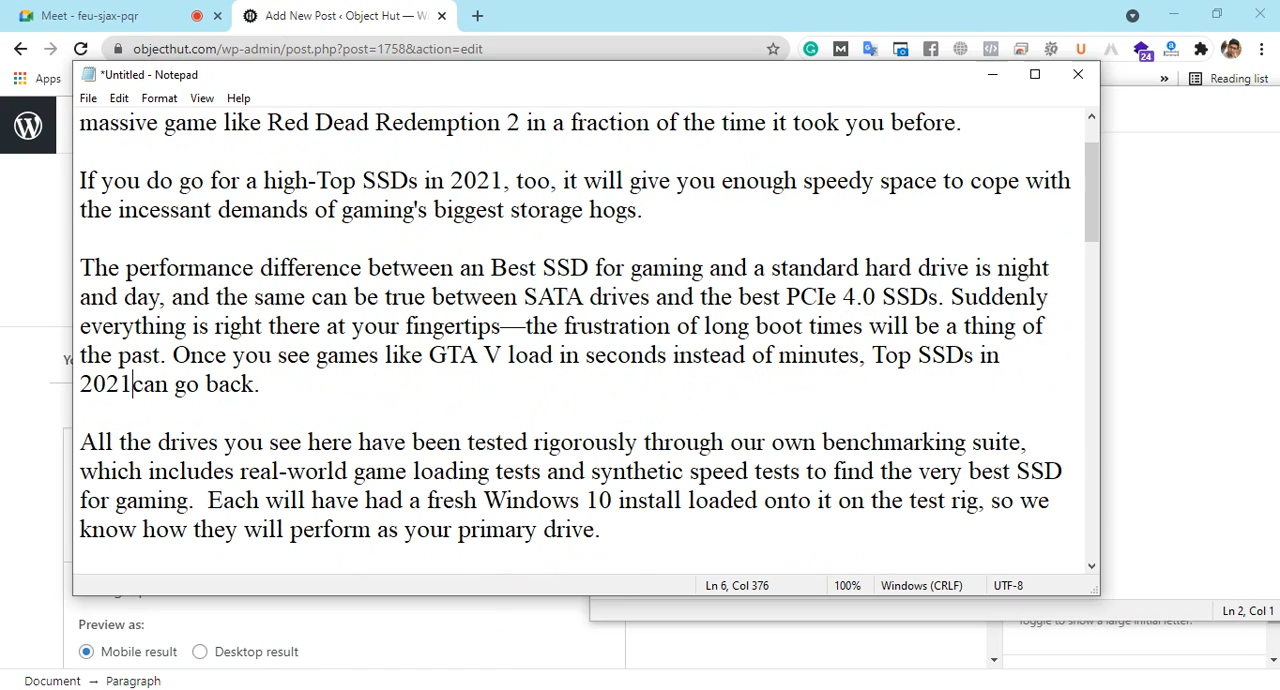 Meet - feu-sjax-pqr
Add New Post ‹ Object Hut — W
objecthut.com/wp-admin/post.php?post=1758&action=edit
24
Apps
Reading list
*Untitled - Notepad
File Edit Format View Help
massive game like Red Dead Redemption 2 in a fraction of the time it took you before.
If you do go for a high-Top SSDs in 2021, too, it will give you enough speedy space to cope with
the incessant demands of gaming's biggest storage hogs.
The performance difference between an Best SSD for gaming and a standard hard drive is night
and day, and the same can be true between SATA drives and the best PCIe 4.0 SSDs. Suddenly
everything is right there at your fingertips—the frustration of long boot times will be a thing of
the past. Once you see games like GTA V load in seconds instead of minutes, Top SSDs in
2021can go back.
All the drives you see here have been tested rigorously through our own benchmarking suite,
which includes real-world game loading tests and synthetic speed tests to find the very best SSD
for gaming.  Each will have had a fresh Windows 10 install loaded onto it on the test rig, so we
know how they will perform as your primary drive.
Ln 6, Col 376 100% Windows (CRLF) UTF-8
Ln 2, Col 1
Toggle to show a large initial letter.
Preview as:
Mobile result Desktop result
Document → Paragraph